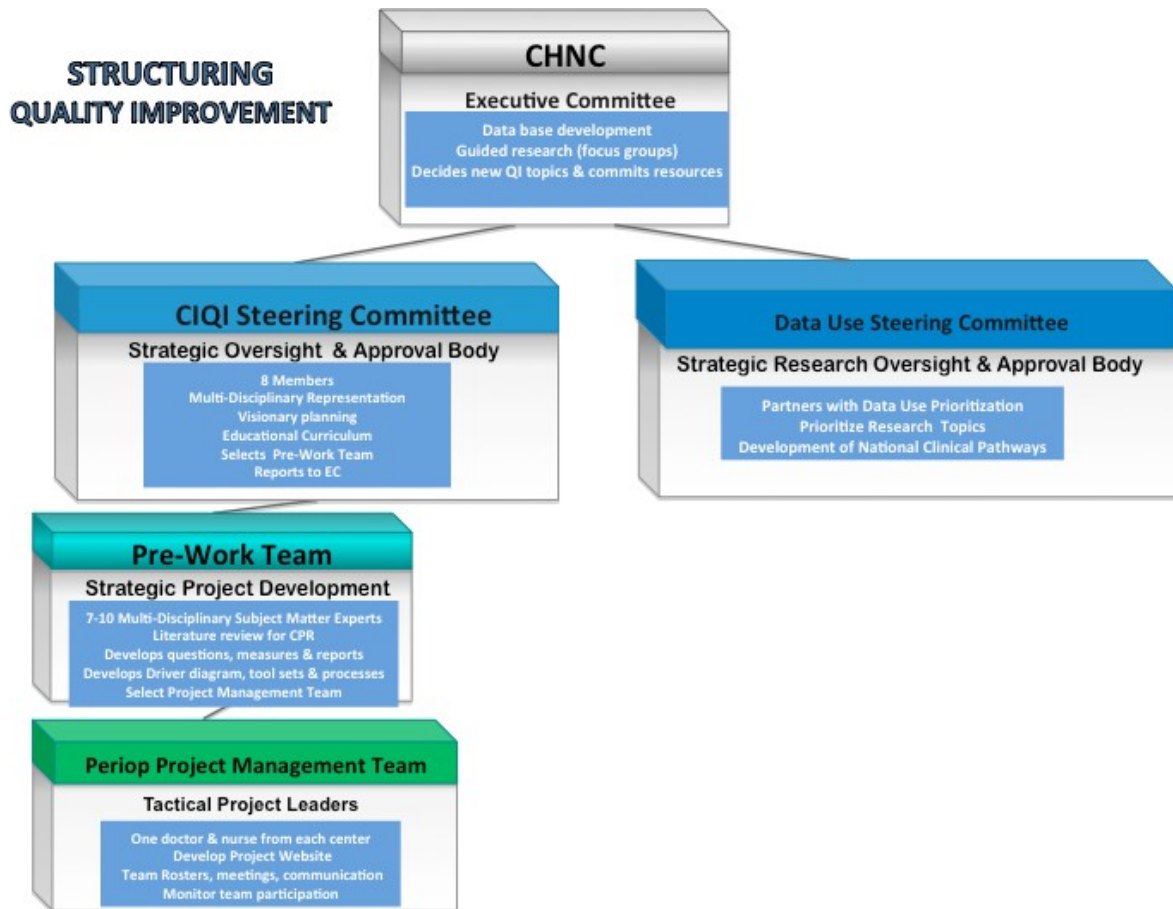 STRUCTURING
QUALITY IMPROVEMENT
CHNC
Executive Committee
Data base development
Guided research (focus groups)
Decides new QI topics & commits resources
CIQI Steering Committee
Strategic Oversight & Approval Body
8 Members
Multi-Disciplinary Representation
Visionary planning
Educational Curriculum
Selects Pre-Work Team
Reports to EC
Data Use Steering Committee
Strategic Research Oversight & Approval Body
Partners with Data Use Prioritization
Prioritize Research Topics
Development of National Clinical Pathways
Pre-Work Team
Strategic Project Development
7-10 Multi-Disciplinary Subject Matter Experts
Literature review for CPR
Develops questions, measures & reports
Develops Driver diagram, tool sets & processes
Select Project Management Team
Periop Project Management Team
Tactical Project Leaders
One doctor & nurse from each center
Develop Project Website
Team Rosters, meetings, communication
Monitor team participation